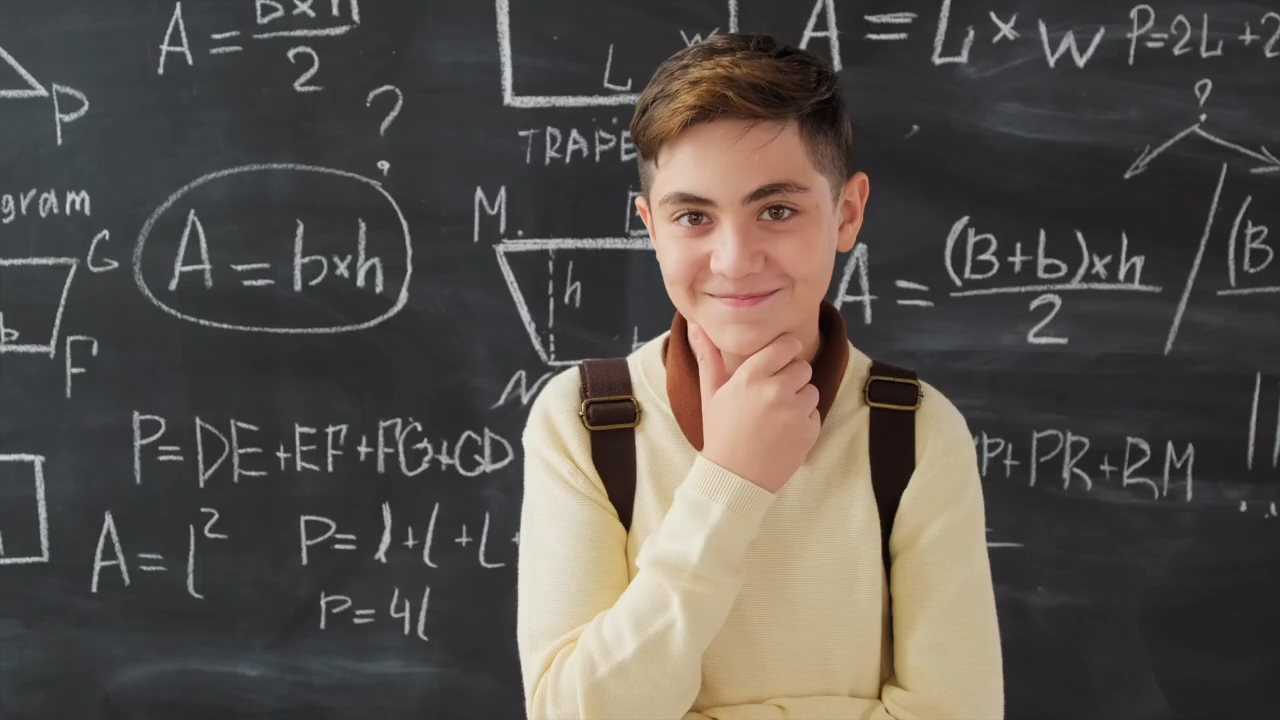 A = b×h / 2
L
W
A = L×W
P=2L+2
P
?
TRAPE
?
gram
M
G
A = b×h
h
A = (B+b)×h / 2
(B
b
F
N
P=DE+EF+FG+GD
P+PR+RM
A=l²
P=l+l+l+
P=4l